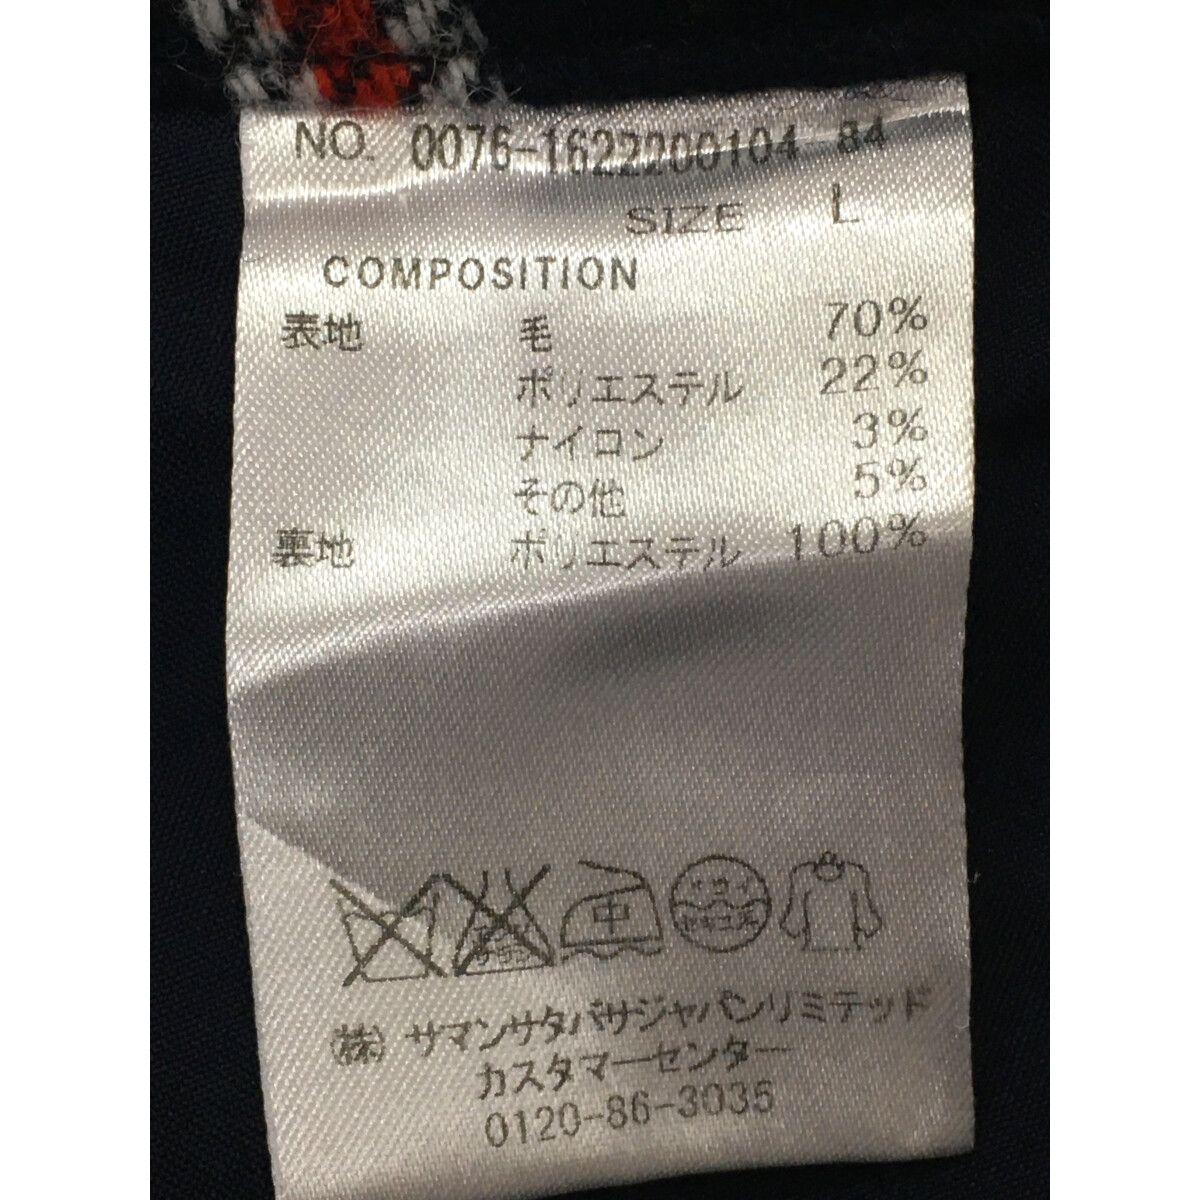 NO. 0076-1622200104 84
SIZE L
COMPOSITION
表地 毛 70%
ポリエステル 22%
ナイロン 3%
その他 5%
裏地 ポリエステル 100%
中
㈱ サマンサタバサジャパンリミテッド
カスタマーセンター
0120-86-3035